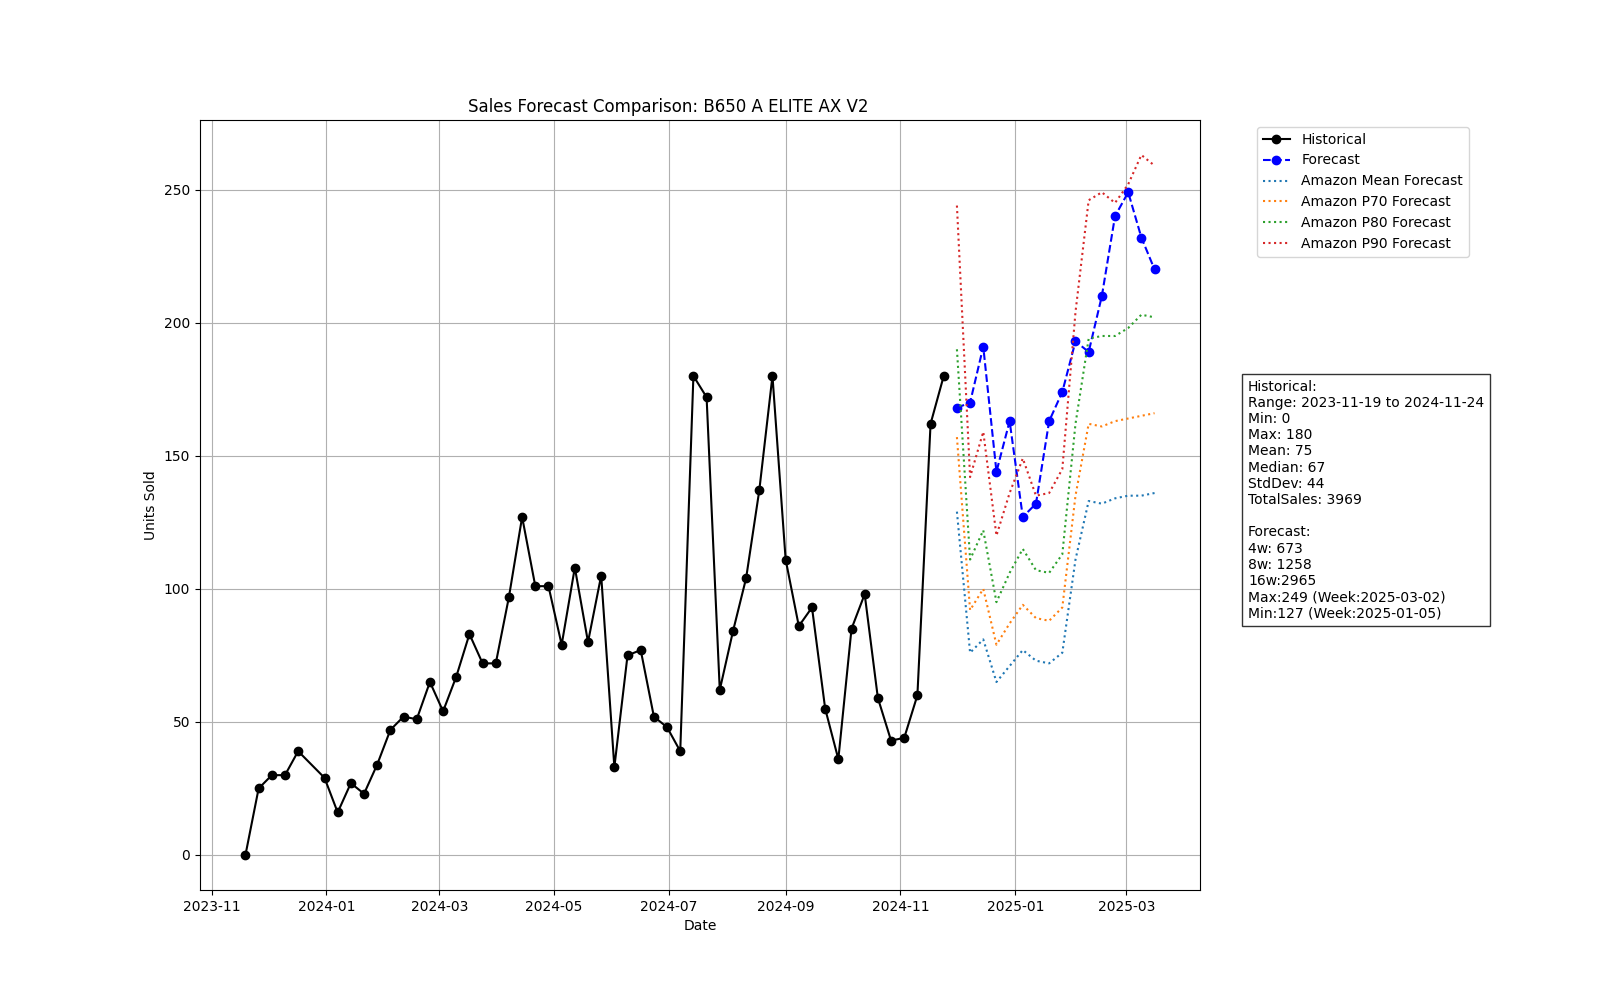 Sales Forecast Comparison: B650 A ELITE AX V2
Historical
Forecast
Amazon Mean Forecast
Amazon P70 Forecast
Amazon P80 Forecast
Amazon P90 Forecast
250
200
150
100
50
0
Units Sold
2023-11
2024-01
2024-03
2024-05
2024-07
2024-09
2024-11
2025-01
2025-03
Date
Historical:
Range: 2023-11-19 to 2024-11-24
Min: 0
Max: 180
Mean: 75
Median: 67
StdDev: 44
TotalSales: 3969
Forecast:
4w: 673
8w: 1258
16w:2965
Max:249 (Week:2025-03-02)
Min:127 (Week:2025-01-05)